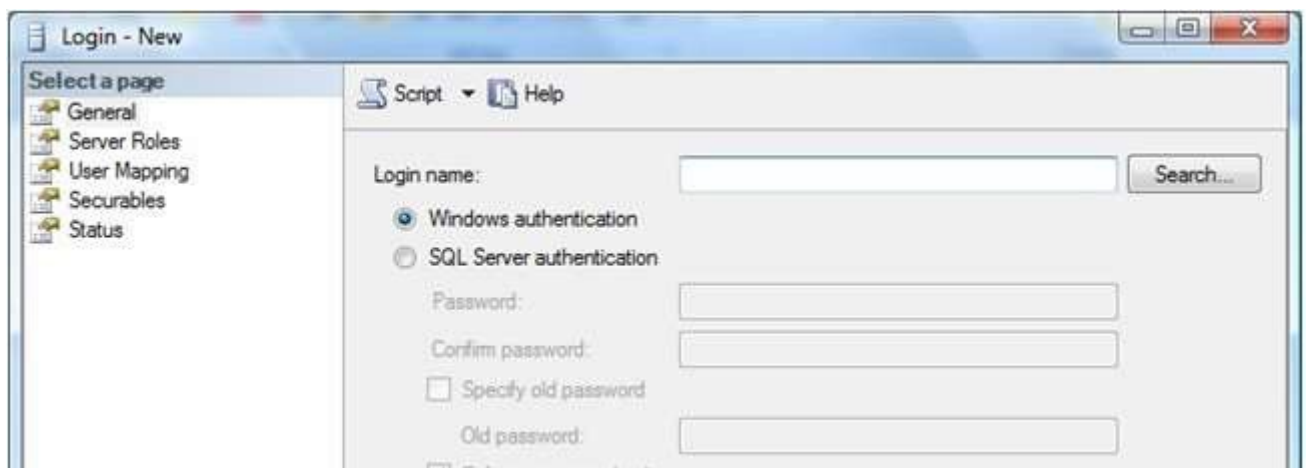 Login - New
Select a page
General
Server Roles
User Mapping
Securables
Status
Script Help
Login name: Search...
Windows authentication
SQL Server authentication
Password:
Confirm password:
Specify old password
Old password: